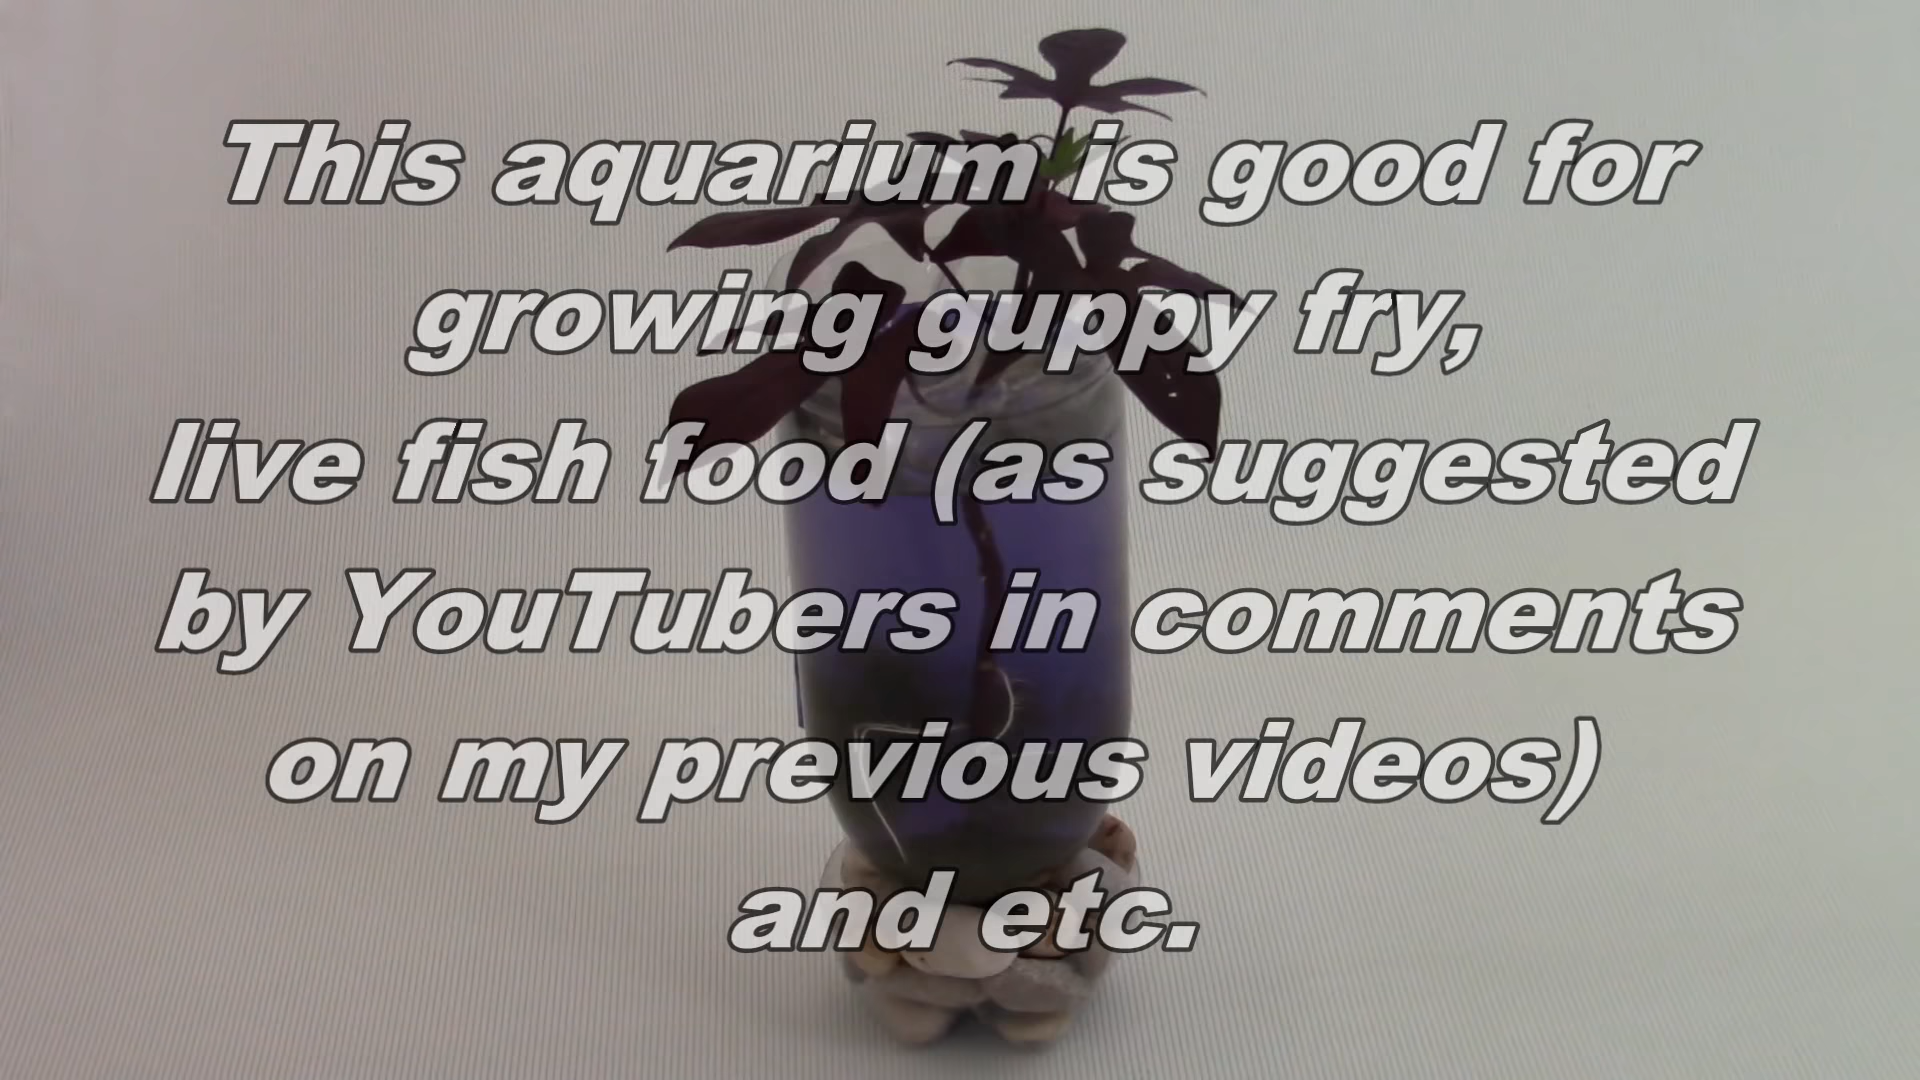 This aquarium is good for
growing guppy fry,
live fish food (as suggested
by YouTubers in comments
on my previous videos)
and etc.